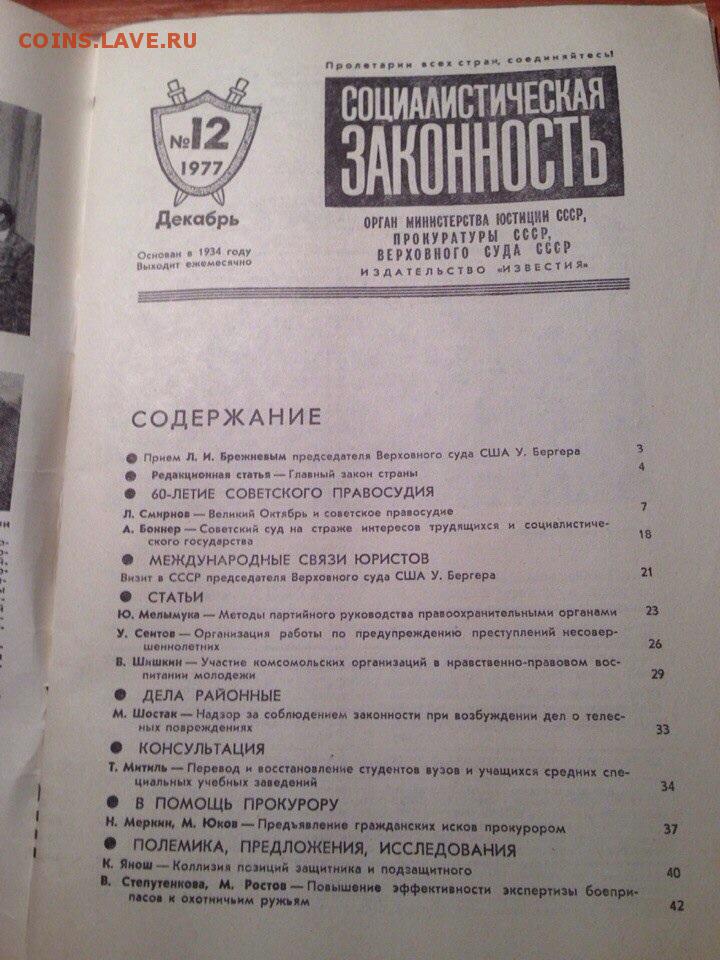 COINS.LAVE.RU
Пролетарии всех стран, соединяйтесь!
№12
1977
Декабрь
Основан в 1934 году
Выходит ежемесячно
СОЦИАЛИСТИЧЕСКАЯ
ЗАКОННОСТЬ
ОРГАН МИНИСТЕРСТВА ЮСТИЦИИ СССР,
ПРОКУРАТУРЫ СССР,
ВЕРХОВНОГО СУДА СССР
ИЗДАТЕЛЬСТВО «ИЗВЕСТИЯ»
СОДЕРЖАНИЕ
Прием Л. И. Брежневым председателя Верховного суда США У. Бергера 3
Редакционная статья — Главный закон страны 4
60-ЛЕТИЕ СОВЕТСКОГО ПРАВОСУДИЯ
Л. Смирнов — Великий Октябрь и советское правосудие 7
А. Боннер — Советский суд на страже интересов трудящихся и социалистиче-
ского государства 18
МЕЖДУНАРОДНЫЕ СВЯЗИ ЮРИСТОВ
Визит в СССР председателя Верховного суда США У. Бергера 21
СТАТЬИ
Ю. Мелымука — Методы партийного руководства правоохранительными органами 23
У. Сеитов — Организация работы по предупреждению преступлений несовер-
шеннолетних 26
В. Шишкин — Участие комсомольских организаций в нравственно-правовом вос-
питании молодежи 29
ДЕЛА РАЙОННЫЕ
М. Шостак — Надзор за соблюдением законности при возбуждении дел о телес-
ных повреждениях 33
КОНСУЛЬТАЦИЯ
Т. Митиль — Перевод и восстановление студентов вузов и учащихся средних спе-
циальных учебных заведений 34
В ПОМОЩЬ ПРОКУРОРУ
Н. Меркин, М. Юков — Предъявление гражданских исков прокурором 37
ПОЛЕМИКА, ПРЕДЛОЖЕНИЯ, ИССЛЕДОВАНИЯ
К. Янош — Коллизия позиций защитника и подзащитного 40
В. Степутенкова, М. Ростов — Повышение эффективности экспертизы боепри-
пасов к охотничьим ружьям 42